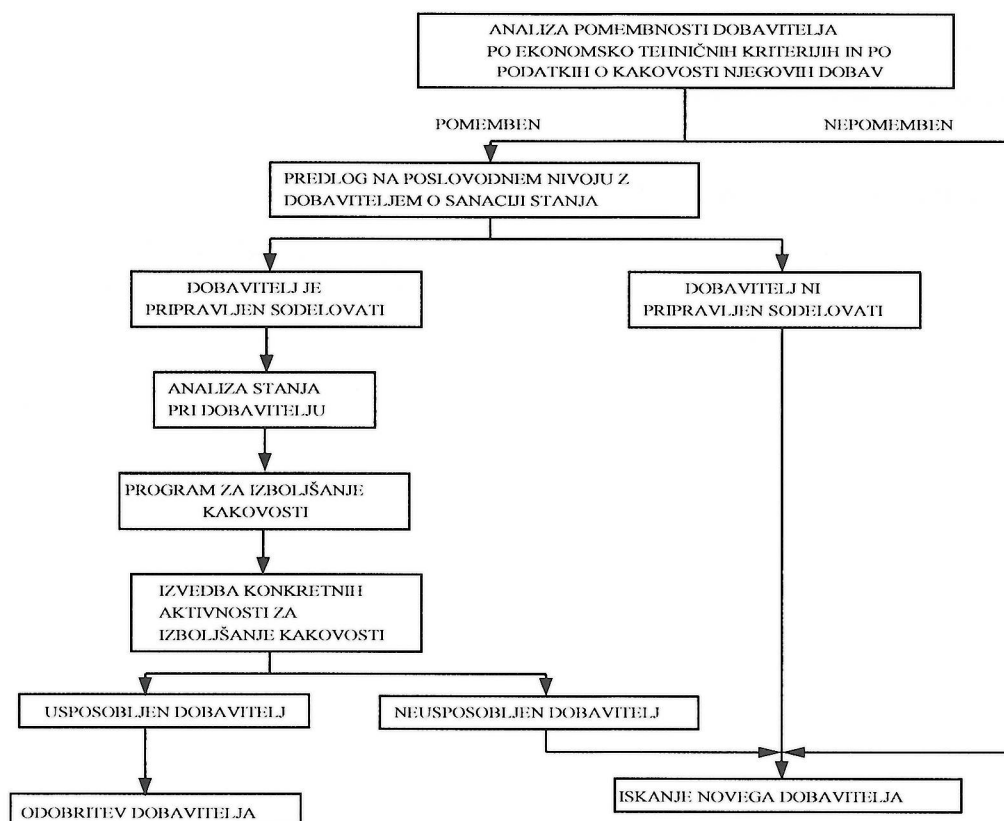 ANALIZA POMEMBNOSTI DOBAVITELJA
PO EKONOMSKO TEHNIČNIH KRITERIJIH IN PO
PODATKIH O KAKOVOSTI NJEGOVIH DOBAV
POMEMBEN
NEPOMEMBEN
PREDLOG NA POSLOVODNEM NIVOJU Z
DOBAVITELJEM O SANACIJI STANJA
DOBAVITELJ JE
PRIPRAVLJEN SODELOVATI
DOBAVITELJ NI
PRIPRAVLJEN SODELOVATI
ANALIZA STANJA
PRI DOBAVITELJU
PROGRAM ZA IZBOLJŠANJE
KAKOVOSTI
IZVEDBA KONKRETNIH
AKTIVNOSTI ZA
IZBOLJŠANJE KAKOVOSTI
USPOSOBLJEN DOBAVITELJ
NEUSPOSOBLJEN DOBAVITELJ
ODOBRITEV DOBAVITELJA
ISKANJE NOVEGA DOBAVITELJA